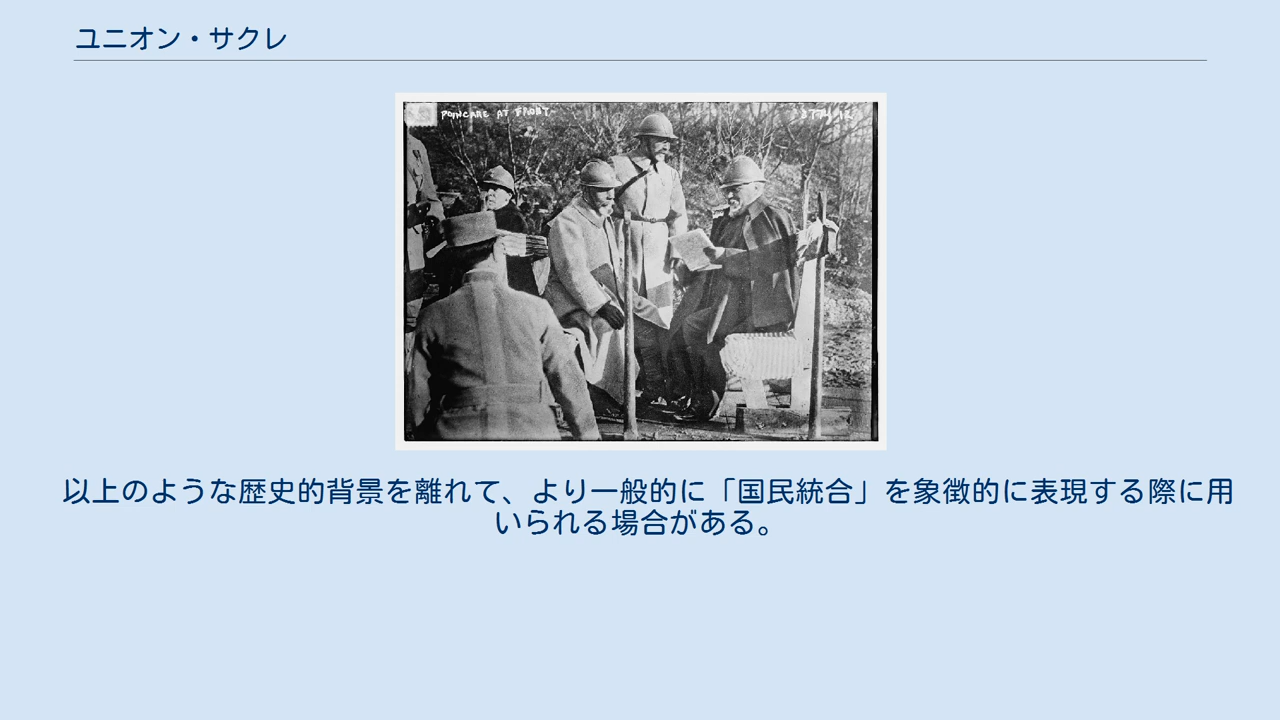 ユニオン・サクレ
POINCARE AT FRONT
以上のような歴史的背景を離れて、より一般的に「国民統合」を象徴的に表現する際に用
いられる場合がある。